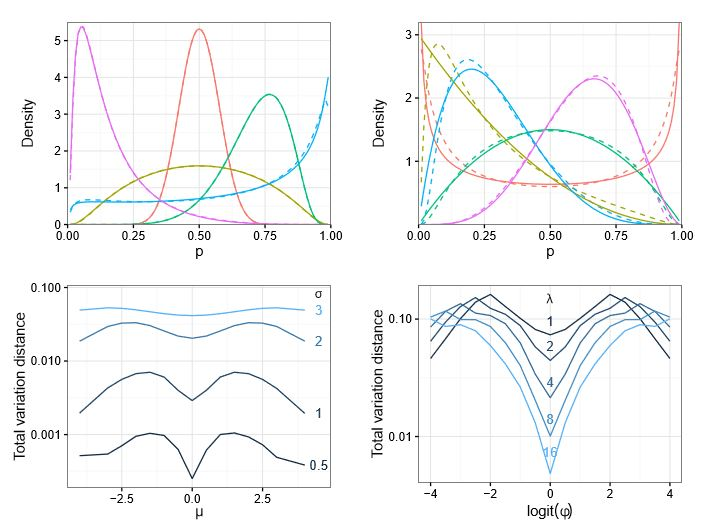 5
4
3
2
1
0
Density
0.00 0.25 0.50 0.75 1.00
p
3
2
1
Density
0.00 0.25 0.50 0.75 1.00
p
0.100
0.010
0.001
Total variation distance
σ
3
2
1
0.5
−2.5 0.0 2.5
μ
0.10
0.01
Total variation distance
λ
1
2
4
8
16
−4 −2 0 2 4
logit(φ)